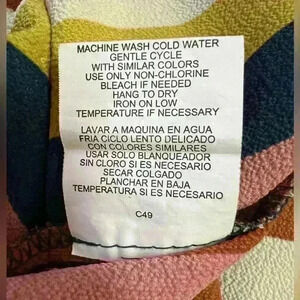 MACHINE WASH COLD WATER
GENTLE CYCLE
WITH SIMILAR COLORS
USE ONLY NON-CHLORINE
BLEACH IF NEEDED
HANG TO DRY
IRON ON LOW
TEMPERATURE IF NECESSARY
LAVAR A MAQUINA EN AGUA
FRIA CICLO LENTO DELICADO
CON COLORES SIMILARES
USAR SOLO BLANQUEADOR
SIN CLORO SI ES NECESARIO
SECAR COLGADO
PLANCHAR EN BAJA
TEMPERATURA SI ES NECESARIO
C49